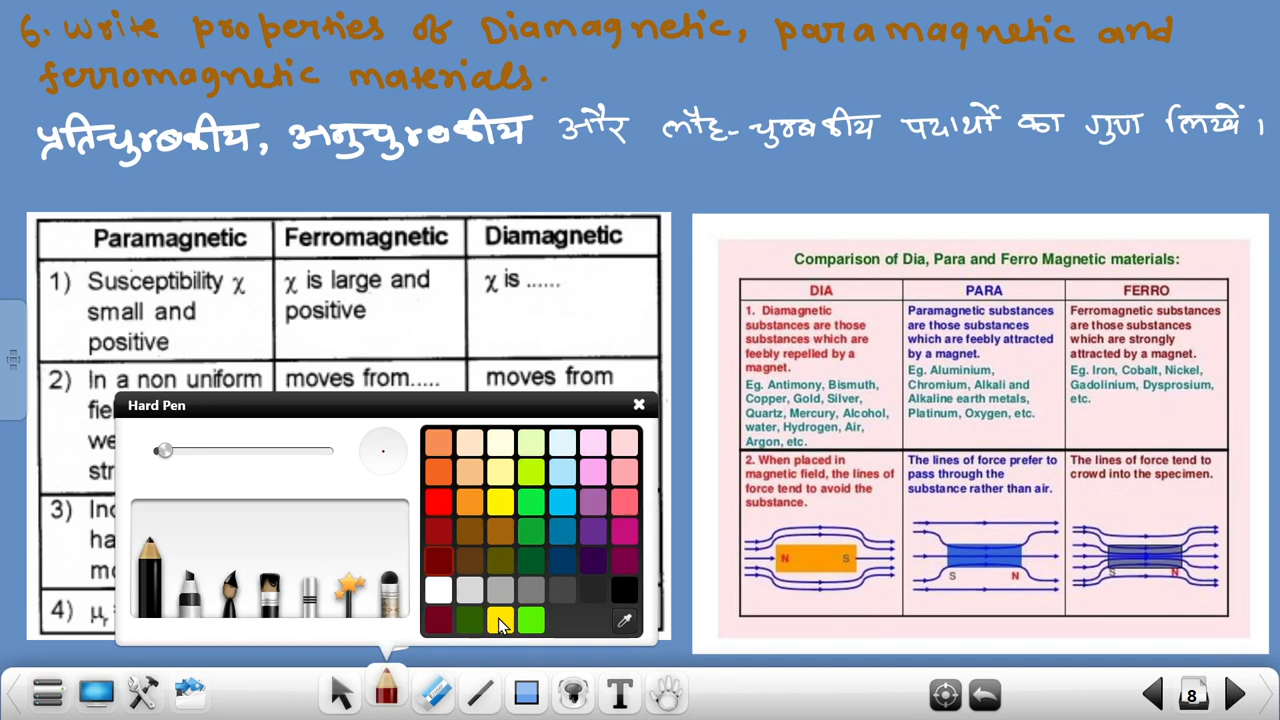 6. Write properties of Diamagnetic, paramagnetic and
ferromagnetic materials.
प्रतिचुम्बकीय, अनुचुम्बकीय और लौह-चुम्बकीय पदार्थों का गुण लिखें।
Paramagnetic Ferromagnetic Diamagnetic
1) Susceptibility χ
small and
positive
χ is large and
positive
χ is ......
2) In a non uniform
moves from.....
moves from
3)
4) μr
Hard Pen
Comparison of Dia, Para and Ferro Magnetic materials:
DIA PARA FERRO
1. Diamagnetic
substances are those
substances which are
feebly repelled by a
magnet.
Eg. Antimony, Bismuth,
Copper, Gold, Silver,
Quartz, Mercury, Alcohol,
water, Hydrogen, Air,
Argon, etc.
Paramagnetic substances
are those substances
which are feebly attracted
by a magnet.
Eg. Aluminium,
Chromium, Alkali and
Alkaline earth metals,
Platinum, Oxygen, etc.
Ferromagnetic substances
are those substances
which are strongly
attracted by a magnet.
Eg. Iron, Cobalt, Nickel,
Gadolinium, Dysprosium,
etc.
2. When placed in
magnetic field, the lines of
force tend to avoid the
substance.
The lines of force prefer to
pass through the
substance rather than air.
The lines of force tend to
crowd into the specimen.
N S
S N
S N
8